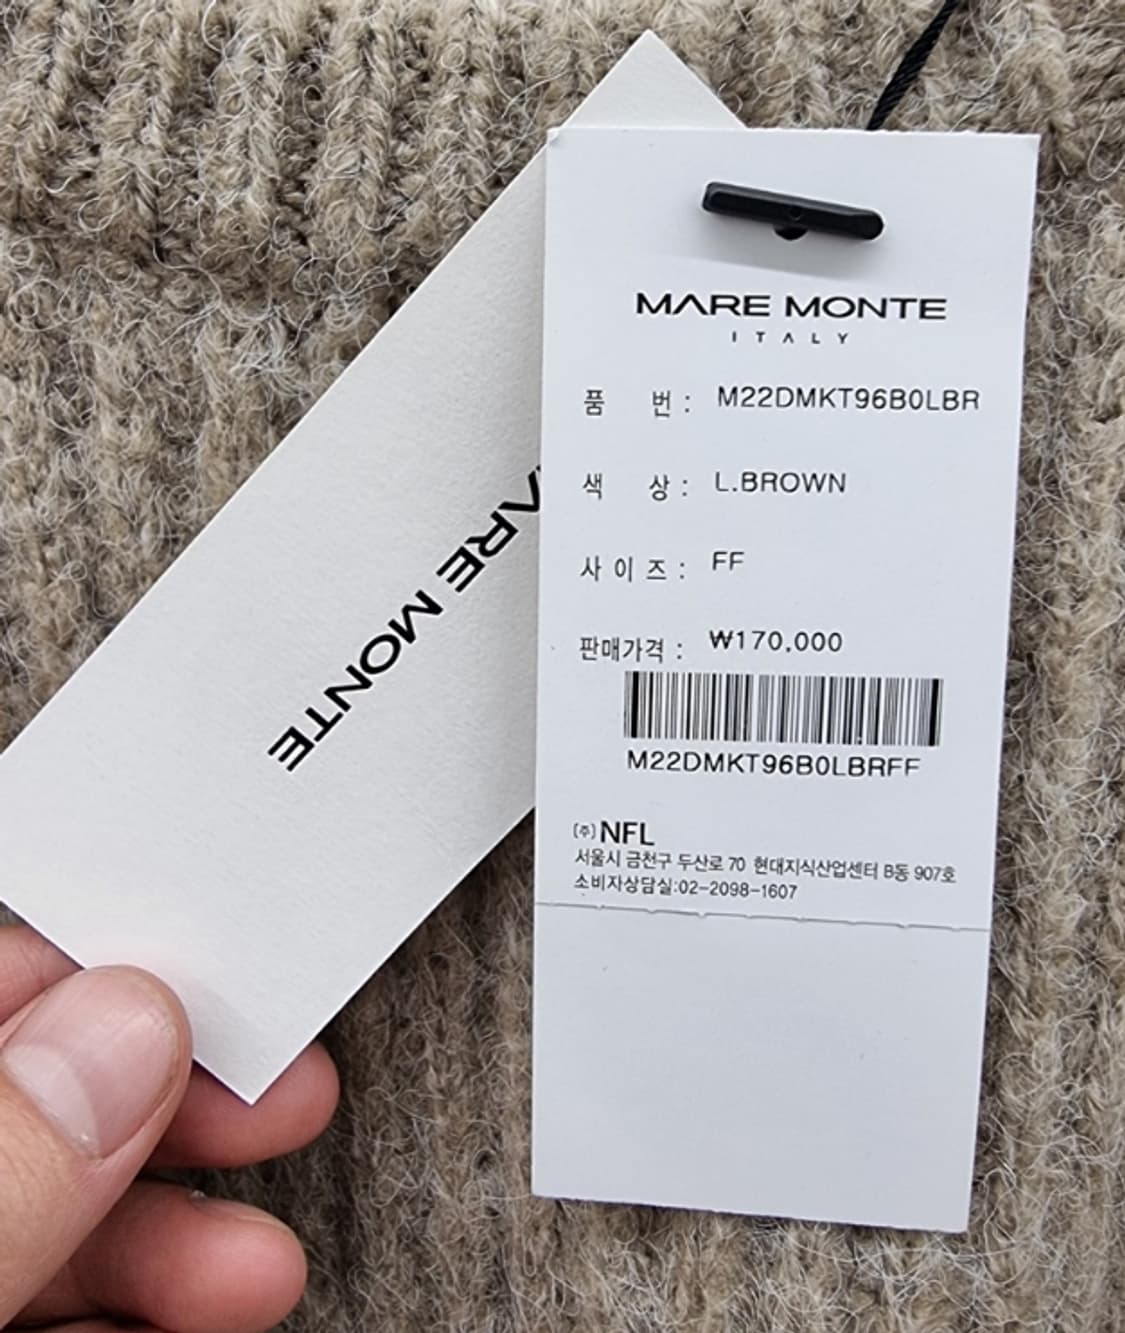 MARE MONTE
ITALY
품 번 : M22DMKT96B0LBR
색 상 : L.BROWN
사이즈 : FF
판매가격 : ₩170,000
M22DMKT96B0LBRFF
(주)NFL
서울시 금천구 두산로 70 현대지식산업센터 B동 907호
소비자상담실:02-2098-1607
ARE MONTE